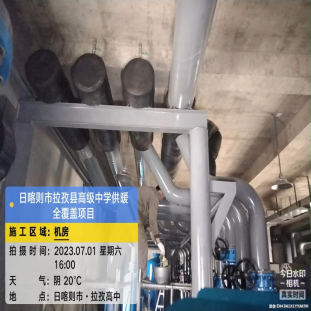 日喀则市拉孜县高级中学供暖
全覆盖项目
施工区域：机房
拍摄时间：2023.07.01 星期六
16:00
天气：阴 20℃
地点：日喀则市·拉孜高中
今日水印
-相机-
真实时间